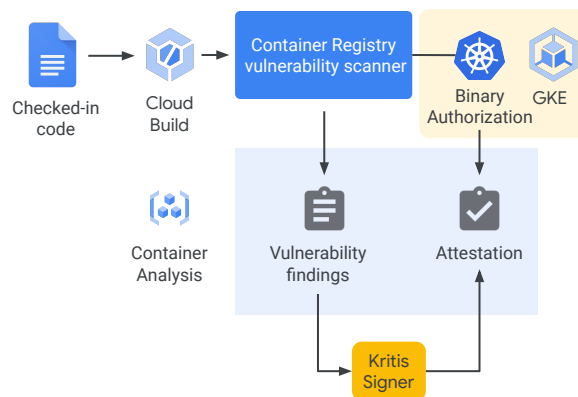 Checked-in
code
Cloud
Build
Container Registry
vulnerability scanner
Binary
Authorization
GKE
Container
Analysis
Vulnerability
findings
Attestation
Kritis
Signer